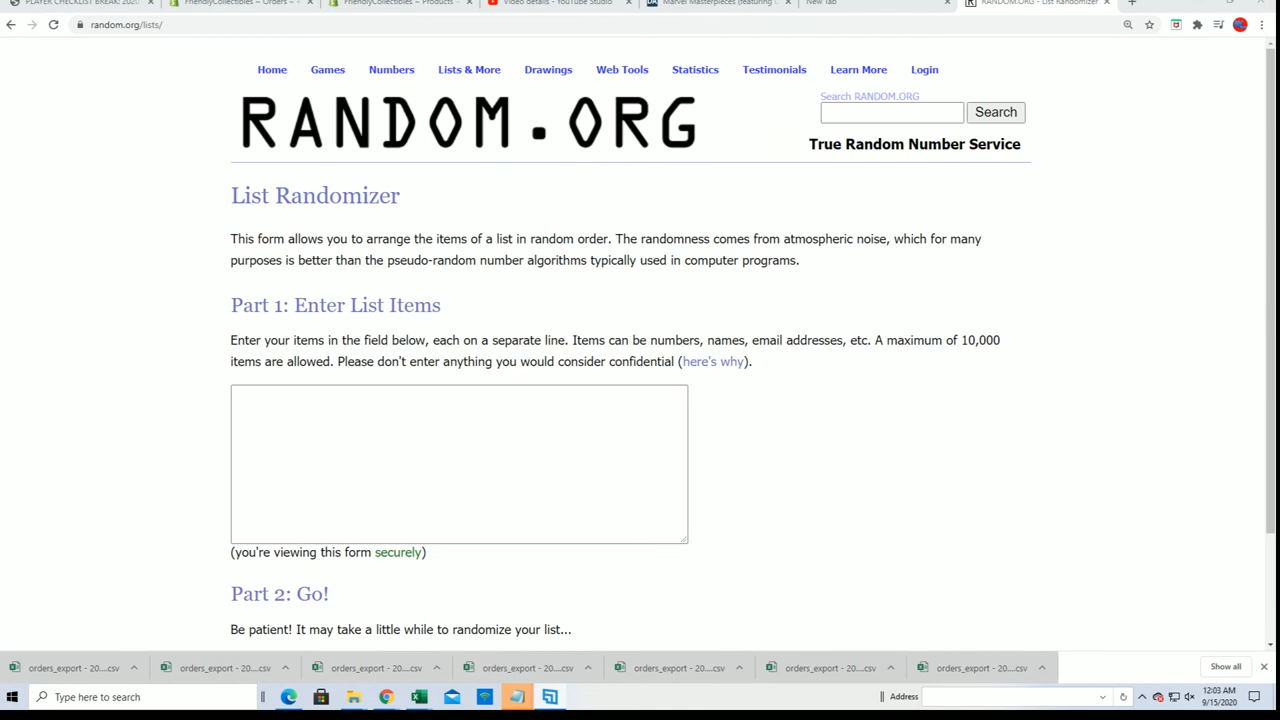 PLAYER CHECKLIST BREAK: 2020
FriendlyCollectibles ~ Orders ~
FriendlyCollectibles ~ Products ~
Video details - YouTube Studio
Marvel Masterpieces (featuring
New Tab
RANDOM.ORG - List Randomizer
random.org/lists/
Home Games Numbers Lists & More Drawings Web Tools Statistics Testimonials Learn More Login
RANDOM.ORG
Search RANDOM.ORG
Search
True Random Number Service
List Randomizer
This form allows you to arrange the items of a list in random order. The randomness comes from atmospheric noise, which for many
purposes is better than the pseudo-random number algorithms typically used in computer programs.
Part 1: Enter List Items
Enter your items in the field below, each on a separate line. Items can be numbers, names, email addresses, etc. A maximum of 10,000
items are allowed. Please don't enter anything you would consider confidential (here's why).
(you're viewing this form securely)
Part 2: Go!
Be patient! It may take a little while to randomize your list...
orders_export - 20....csv orders_export - 20....csv orders_export - 20....csv orders_export - 20....csv orders_export - 20....csv orders_export - 20....csv orders_export - 20....csv Show all
Type here to search
Address
12:03 AM
9/15/2020